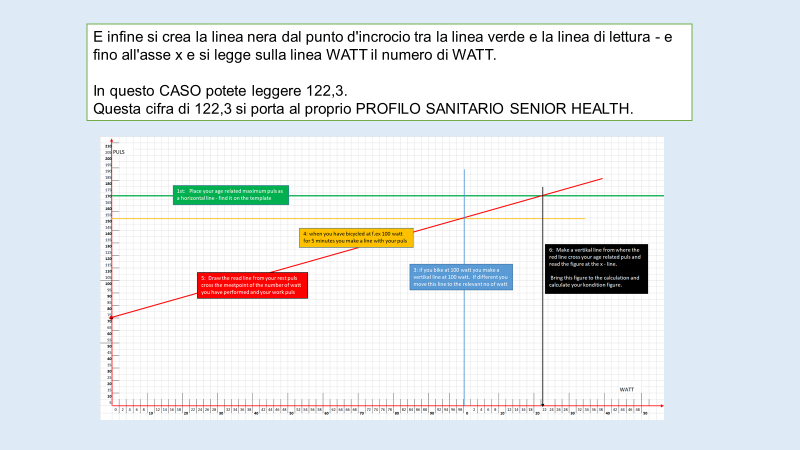 E infine si crea la linea nera dal punto d'incrocio tra la linea verde e la linea di lettura - e
fino all'asse x e si legge sulla linea WATT il numero di WATT.
In questo CASO potete leggere 122,3.
Questa cifra di 122,3 si porta al proprio PROFILO SANITARIO SENIOR HEALTH.
PULS
1st: Place your age related maximum puls as
a horizontal line - find it on the template
4: when you have bicycled at f.ex 100 watt
for 5 minutes you make a line with your puls
6: Make a vertikal line from where the
red line cross your age related puls and
read the figure at the x - line.
Bring this figure to the calculation and
calculate your kondition figure.
3: if you bike at 100 watt you make a
vertikal line at 100 watt. If different you
move this line to the relevant no of watt
5: Draw the read line from your rest puls
cross the meetpoint of the number of watt
you have performed and your work puls
WATT